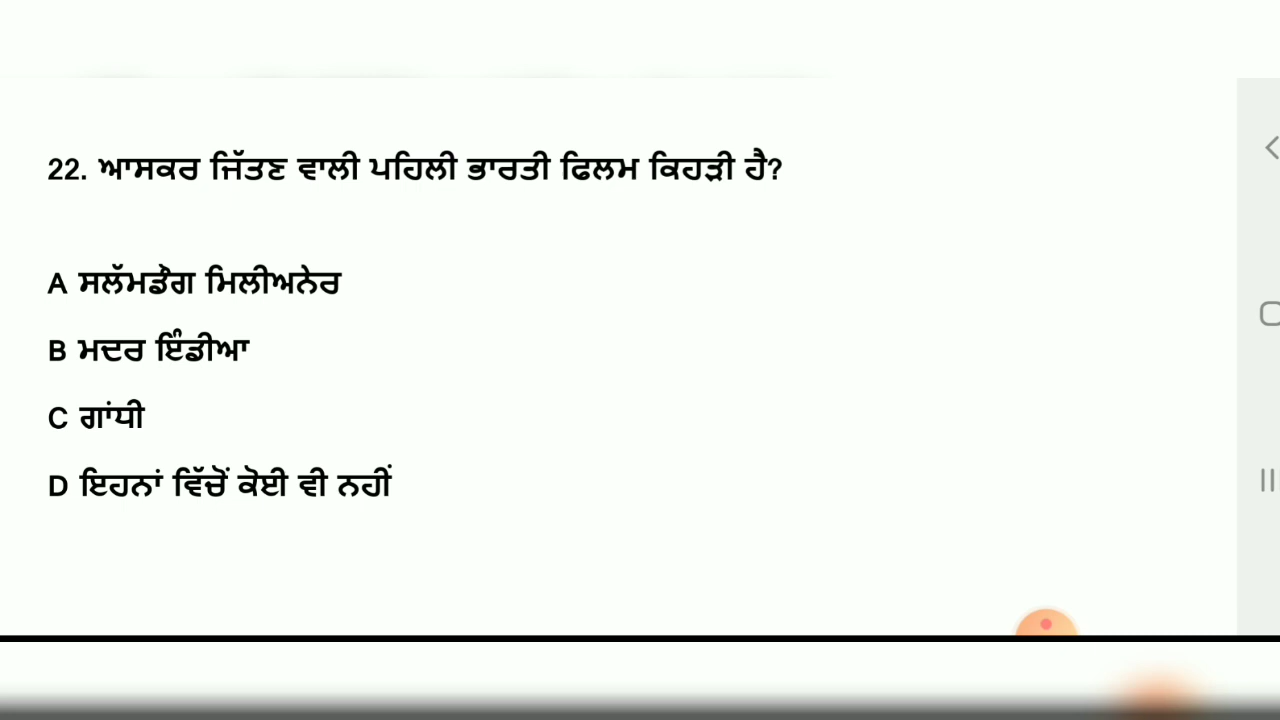 22. ਆਸਕਰ ਜਿੱਤਣ ਵਾਲੀ ਪਹਿਲੀ ਭਾਰਤੀ ਫਿਲਮ ਕਿਹੜੀ ਹੈ?
A ਸਲੱਮਡੋਗ ਮਿਲੀਅਨੇਰ
B ਮਦਰ ਇੰਡੀਆ
C ਗਾਂਧੀ
D ਇਹਨਾਂ ਵਿੱਚੋਂ ਕੋਈ ਵੀ ਨਹੀਂ